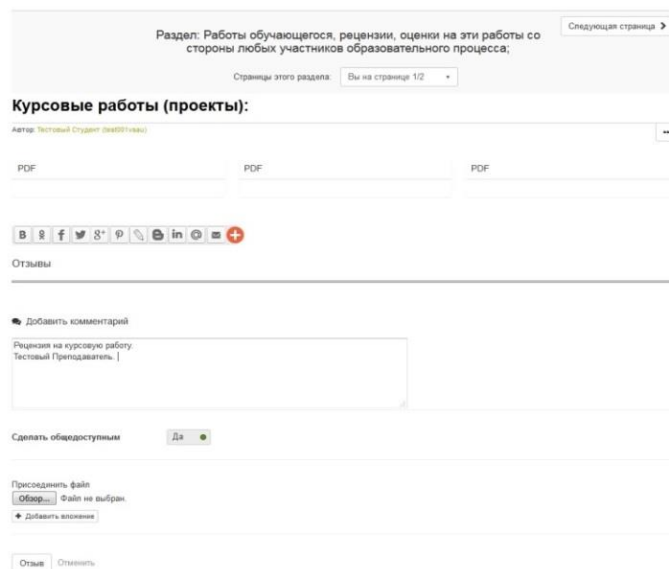 Следующая страница
Раздел: Работы обучающегося, рецензии, оценки на эти работы со
стороны любых участников образовательного процесса;
Страницы этого раздела: Вы на странице 1/2
Курсовые работы (проекты):
Автор: Тестовый Студент
PDF PDF PDF
Отзывы
Добавить комментарий
Рецензия на курсовую работу.
Тестовый Преподаватель.
Сделать общедоступным Да
Присоединить файл
Обзор... Файл не выбран.
+ Добавить вложение
Отзыв Отменить